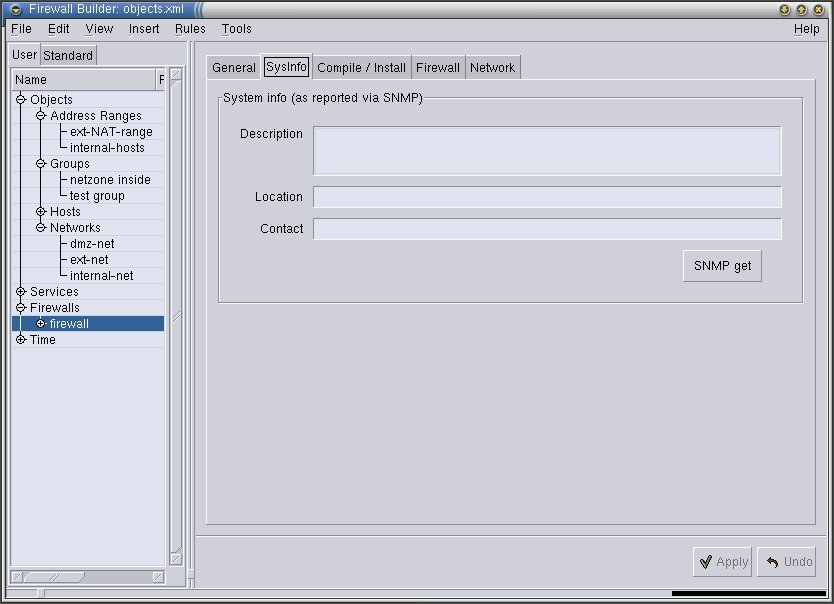 Firewall Builder: objects.xml
File Edit View Insert Rules Tools Help
User Standard
Name F
Objects
Address Ranges
ext-NAT-range
internal-hosts
Groups
netzone inside
test group
Hosts
Networks
dmz-net
ext-net
internal-net
Services
Firewalls
firewall
Time
General SysInfo Compile / Install Firewall Network
System info (as reported via SNMP)
Description
Location
Contact
SNMP get
Apply Undo